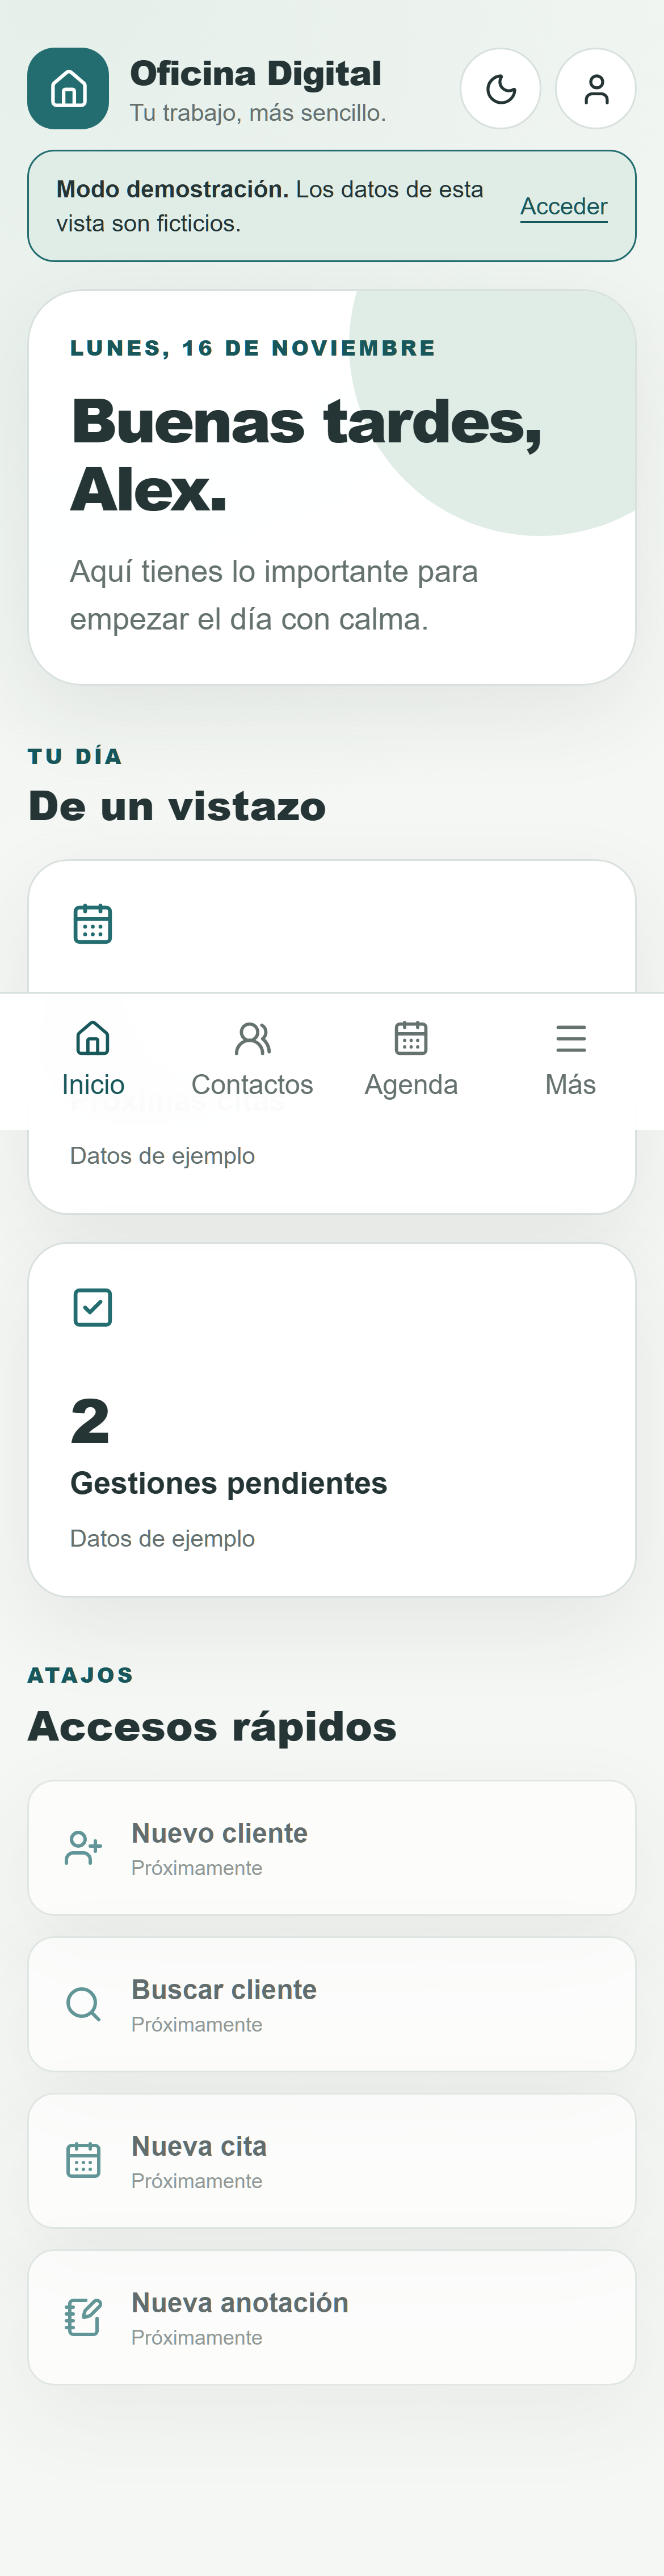 Oficina Digital
Tu trabajo, más sencillo.
Modo demostración. Los datos de esta
vista son ficticios.
Acceder
LUNES, 16 DE NOVIEMBRE
Buenas tardes,
Alex.
Aquí tienes lo importante para
empezar el día con calma.
TU DÍA
De un vistazo
Inicio
Contactos
Agenda
Más
Próximas citas
Datos de ejemplo
2
Gestiones pendientes
Datos de ejemplo
ATAJOS
Accesos rápidos
Nuevo cliente
Próximamente
Buscar cliente
Próximamente
Nueva cita
Próximamente
Nueva anotación
Próximamente